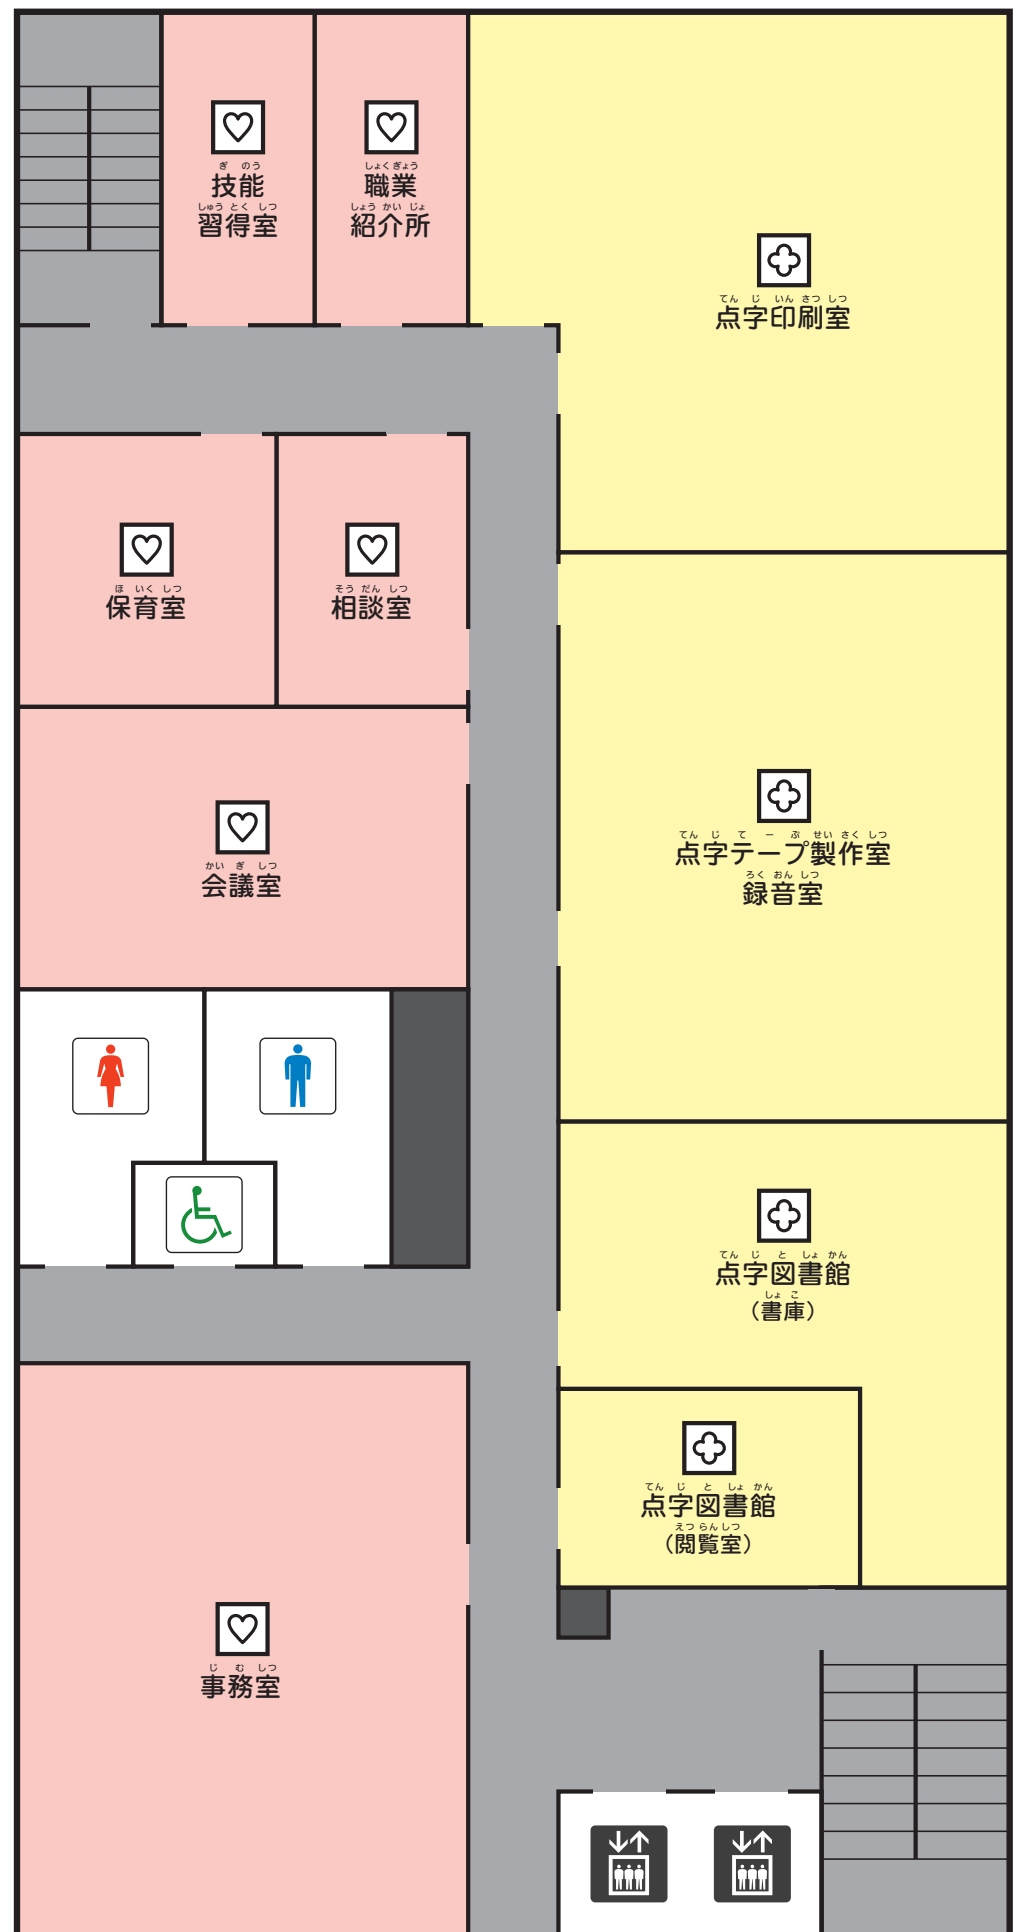 ぎ のう
技能
しゅう とく しつ
習得室
しょく ぎょう
職業
しょう かい じょ
紹介所
てん じ いん さつ しつ
点字印刷室
ほ いく しつ
保育室
そう だん しつ
相談室
てん じ て ー ぷ せい さく しつ
点字テープ製作室
ろく おん しつ
録音室
かい ぎ しつ
会議室
てん じ と しょ かん
点字図書館
しょ こ
（書庫）
てん じ と しょ かん
点字図書館
えつ らん しつ
（閲覧室）
じ む しつ
事務室